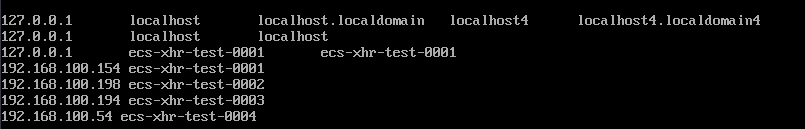 127.0.0.1 localhost localhost.localdomain localhost4 localhost4.localdomain4
127.0.0.1 localhost localhost
127.0.0.1 ecs-xhr-test-0001 ecs-xhr-test-0001
192.168.100.154 ecs-xhr-test-0001
192.168.100.198 ecs-xhr-test-0002
192.168.100.194 ecs-xhr-test-0003
192.168.100.54 ecs-xhr-test-0004